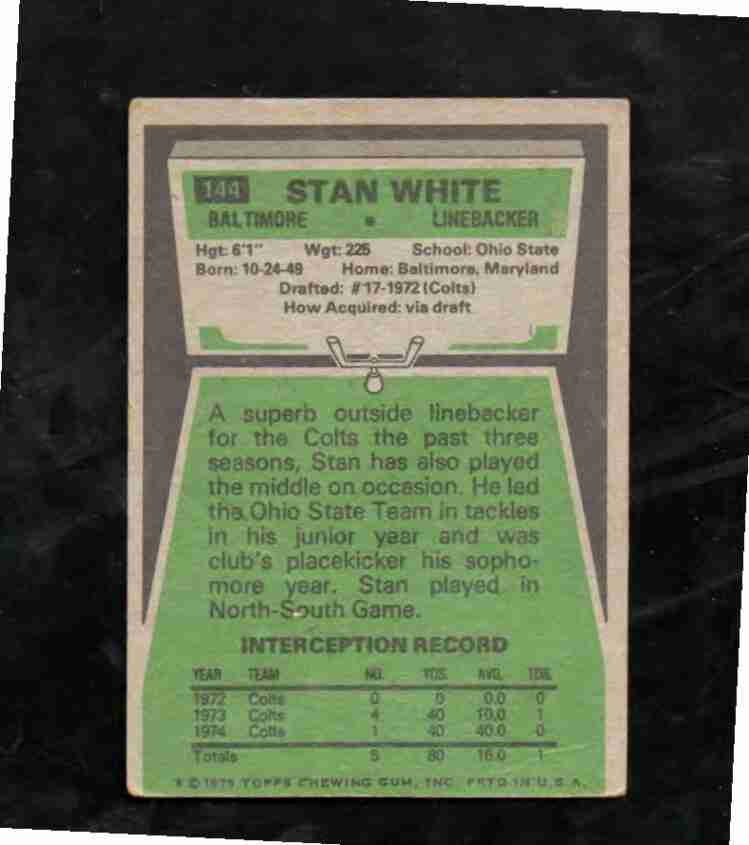 144 STAN WHITE
BALTIMORE • LINEBACKER
Hgt: 6'1" Wgt: 225 School: Ohio State
Born: 10-24-49 Home: Baltimore, Maryland
Drafted: #17-1972 (Colts)
How Acquired: via draft
A superb outside linebacker
for the Colts the past three
seasons, Stan has also played
the middle on occasion. He led
the Ohio State Team in tackles
in his junior year and was
club's placekicker his sopho-
more year. Stan played in
North-South Game.
INTERCEPTION RECORD
YEAR TEAM NO. YDS. AVG. TDS.
1972 Colts 0 0 0.0 0
1973 Colts 4 40 10.0 1
1974 Colts 1 40 40.0 0
Totals 5 80 16.0 1
* © 1975 TOPPS CHEWING GUM, INC. PRTD IN U.S.A.